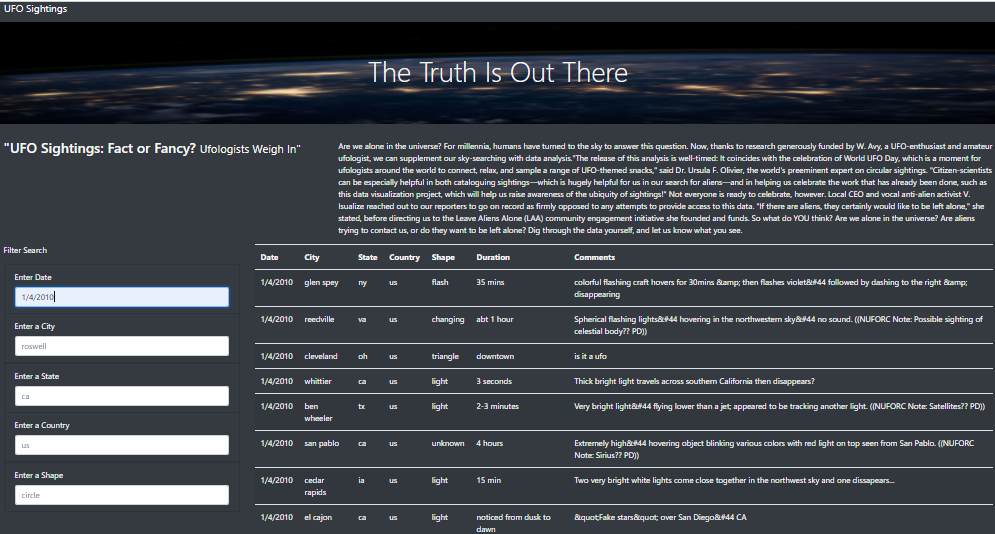 UFO Sightings
The Truth Is Out There
"UFO Sightings: Fact or Fancy? Ufologists Weigh In"
Are we alone in the universe? For millennia, humans have turned to the sky to answer this question. Now, thanks to research generously funded by W. Avy, a UFO-enthusiast and amateur
ufologist, we can supplement our sky-searching with data analysis."The release of this analysis is well-timed: It coincides with the celebration of World UFO Day, which is a moment for
ufologists around the world to connect, relax, and sample a range of UFO-themed snacks," said Dr. Ursula F. Olivier, the world's preeminent expert on circular sightings. "Citizen-scientists
can be especially helpful in both cataloguing sightings—which is hugely helpful for us in our search for aliens—and in helping us celebrate the work that has already been done, such as
this data visualization project, which will help us raise awareness of the ubiquity of sightings!" Not everyone is ready to celebrate, however. Local CEO and vocal anti-alien activist V.
Isualize reached out to our reporters to go on record as firmly opposed to any attempts to provide access to this data. "If there are aliens, they certainly would like to be left alone," she
stated, before directing us to the Leave Aliens Alone (LAA) community engagement initiative she founded and funds. So what do YOU think? Are we alone in the universe? Are aliens
trying to contact us, or do they want to be left alone? Dig through the data yourself, and let us know what you see.
Filter Search
Enter Date
1/4/2010
Enter a City
roswell
Enter a State
ca
Enter a Country
us
Enter a Shape
circle
Date City State Country Shape Duration Comments
1/4/2010 glen spey ny us flash 35 mins colorful flashing craft hovers for 30mins &amp; then flashes violet&#44 followed by dashing to the right &amp;
disappearing
1/4/2010 reedville va us changing abt 1 hour Spherical flashing lights&#44 hovering in the northwestern sky&#44 no sound. ((NUFORC Note: Possible sighting of
celestial body?? PD))
1/4/2010 cleveland oh us triangle downtown is it a ufo
1/4/2010 whittier ca us light 3 seconds Thick bright light travels across southern California then disappears?
1/4/2010 ben tx us light 2-3 minutes Very bright light&#44 flying lower than a jet; appeared to be tracking another light. ((NUFORC Note: Satellites?? PD))
wheeler
1/4/2010 san pablo ca us unknown 4 hours Extremely high&#44 hovering object blinking various colors with red light on top seen from San Pablo. ((NUFORC
Note: Sirius?? PD))
1/4/2010 cedar ia us light 15 min Two very bright white lights come close together in the northwest sky and one dissapears...
rapids
1/4/2010 el cajon ca us light noticed from dusk to &quot;Fake stars&quot; over San Diego&#44 CA
dawn